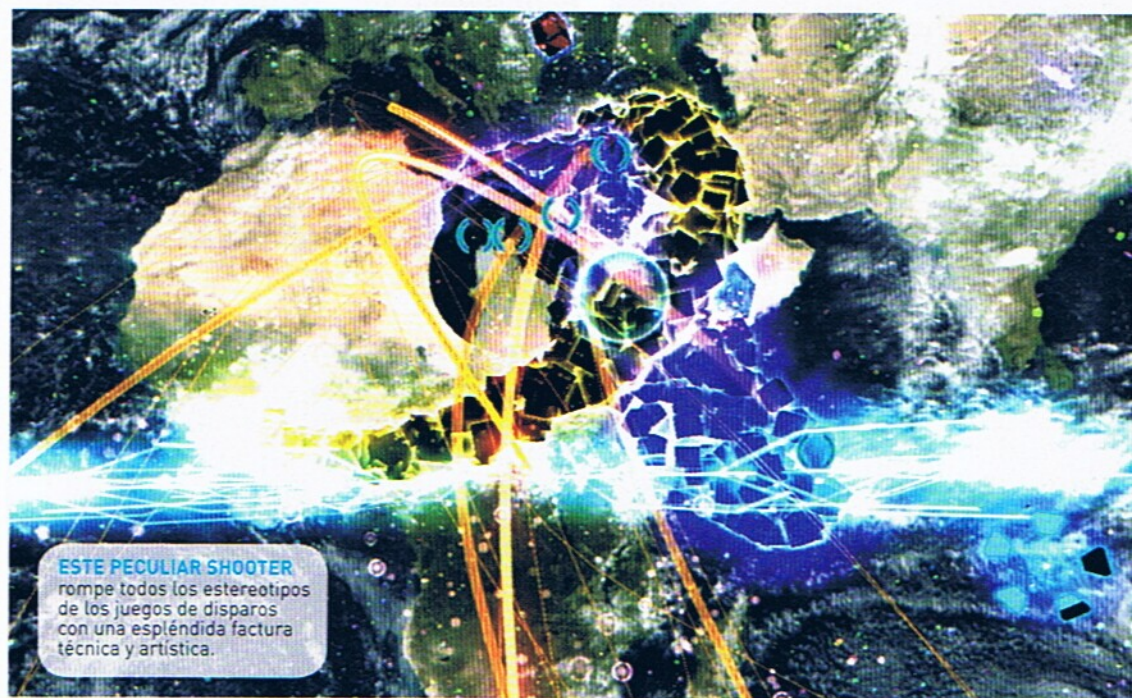 ESTE PECULIAR SHOOTER
rompe todos los estereotipos
de los juegos de disparos
con una espléndida factura
técnica y artística.